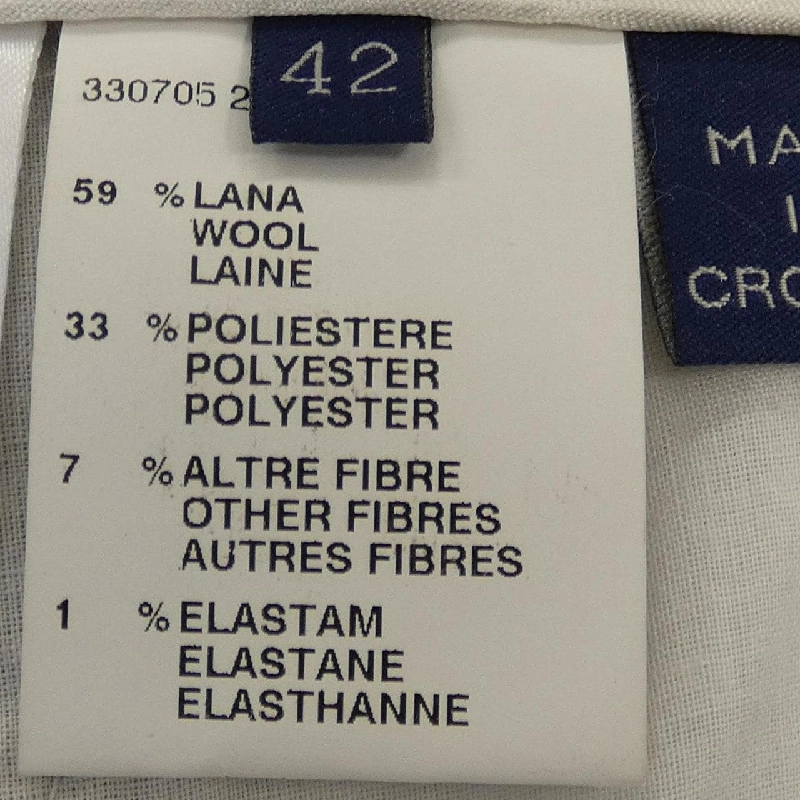 330705 2
42
59 % LANA
WOOL
LAINE
33 % POLIESTERE
POLYESTER
POLYESTER
7 % ALTRE FIBRE
OTHER FIBRES
AUTRES FIBRES
1 % ELASTAM
ELASTANE
ELASTHANNE
MA
I
CRO